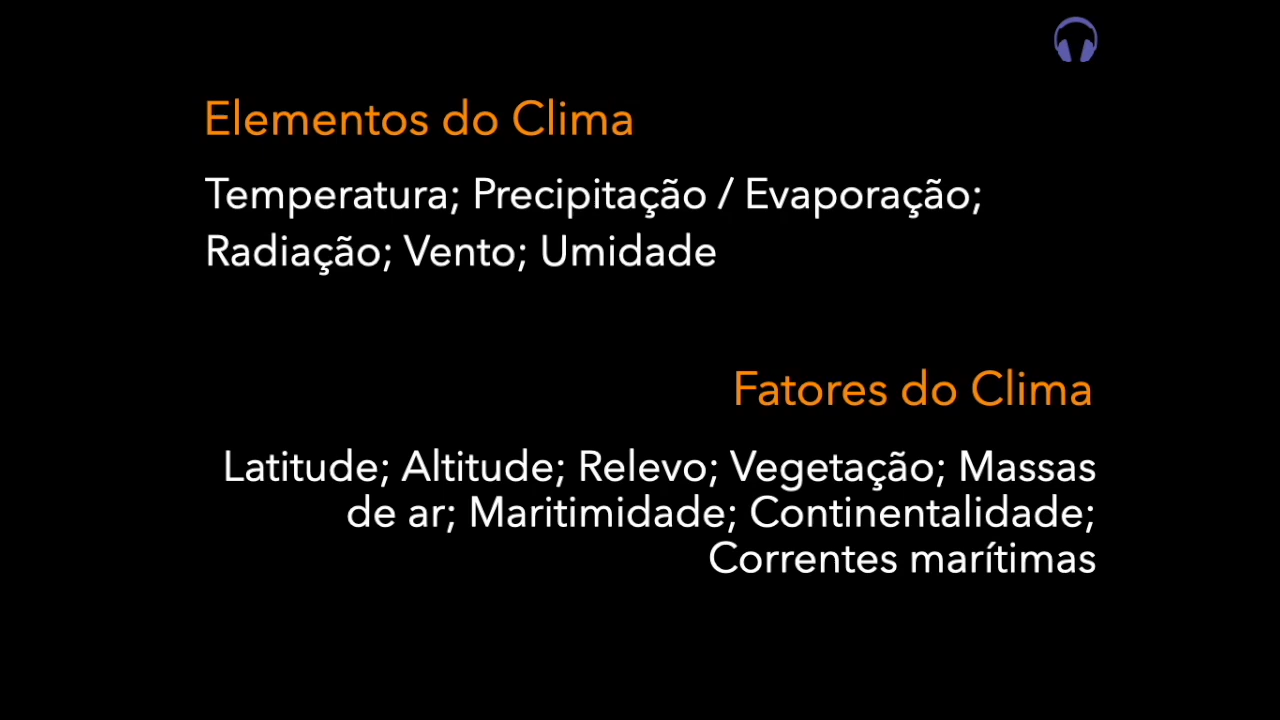 Elementos do Clima
Temperatura; Precipitação / Evaporação;
Radiação; Vento; Umidade
Fatores do Clima
Latitude; Altitude; Relevo; Vegetação; Massas
de ar; Maritimidade; Continentalidade;
Correntes marítimas